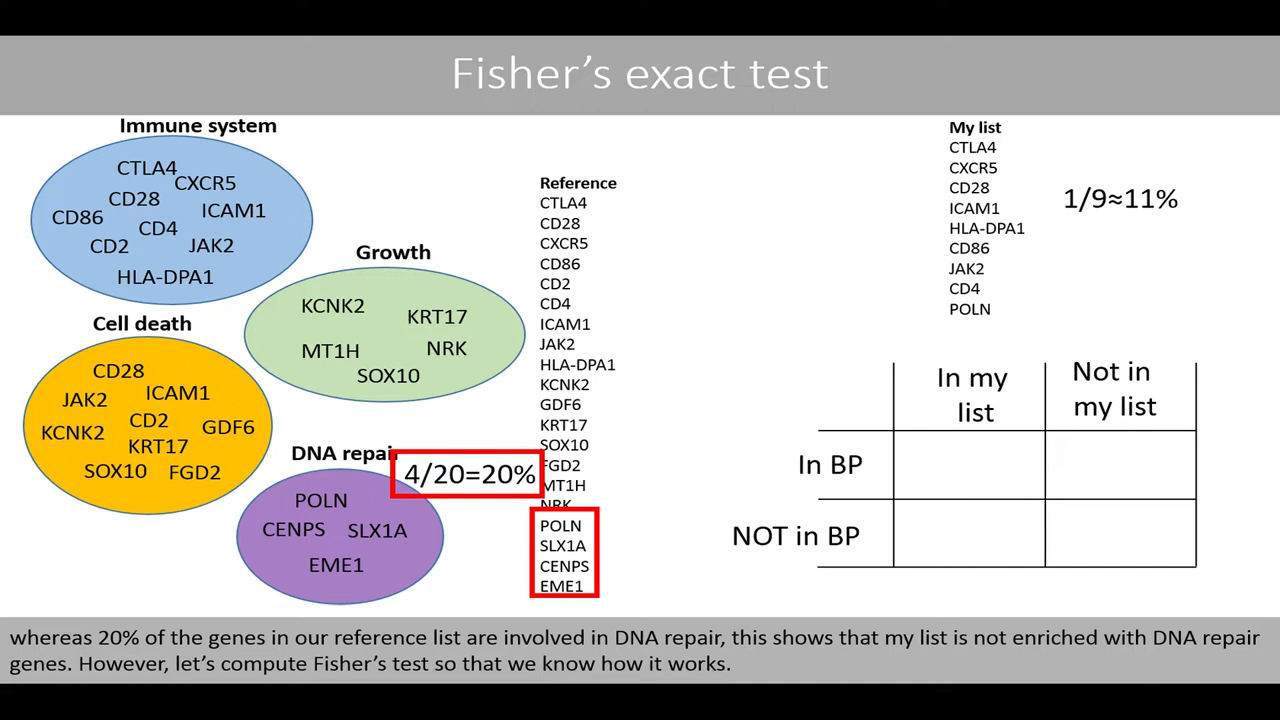 Fisher's exact test
Immune system
CTLA4
CXCR5
CD28
CD86
ICAM1
CD4
CD2
JAK2
HLA-DPA1
Growth
KCNK2
KRT17
MT1H
NRK
SOX10
Cell death
CD28
JAK2
ICAM1
CD2
KCNK2
GDF6
KRT17
SOX10
FGD2
DNA repair
4/20=20%
POLN
CENPS
SLX1A
EME1
Reference
CTLA4
CD28
CXCR5
CD86
CD2
CD4
ICAM1
JAK2
HLA-DPA1
KCNK2
GDF6
KRT17
SOX10
FGD2
MT1H
NRK
POLN
SLX1A
CENPS
EME1
My list
CTLA4
CXCR5
CD28
ICAM1
HLA-DPA1
CD86
JAK2
CD4
POLN
1/9≈11%
In my
list
Not in
my list
In BP
NOT in BP
whereas 20% of the genes in our reference list are involved in DNA repair, this shows that my list is not enriched with DNA repair
genes. However, let's compute Fisher's test so that we know how it works.